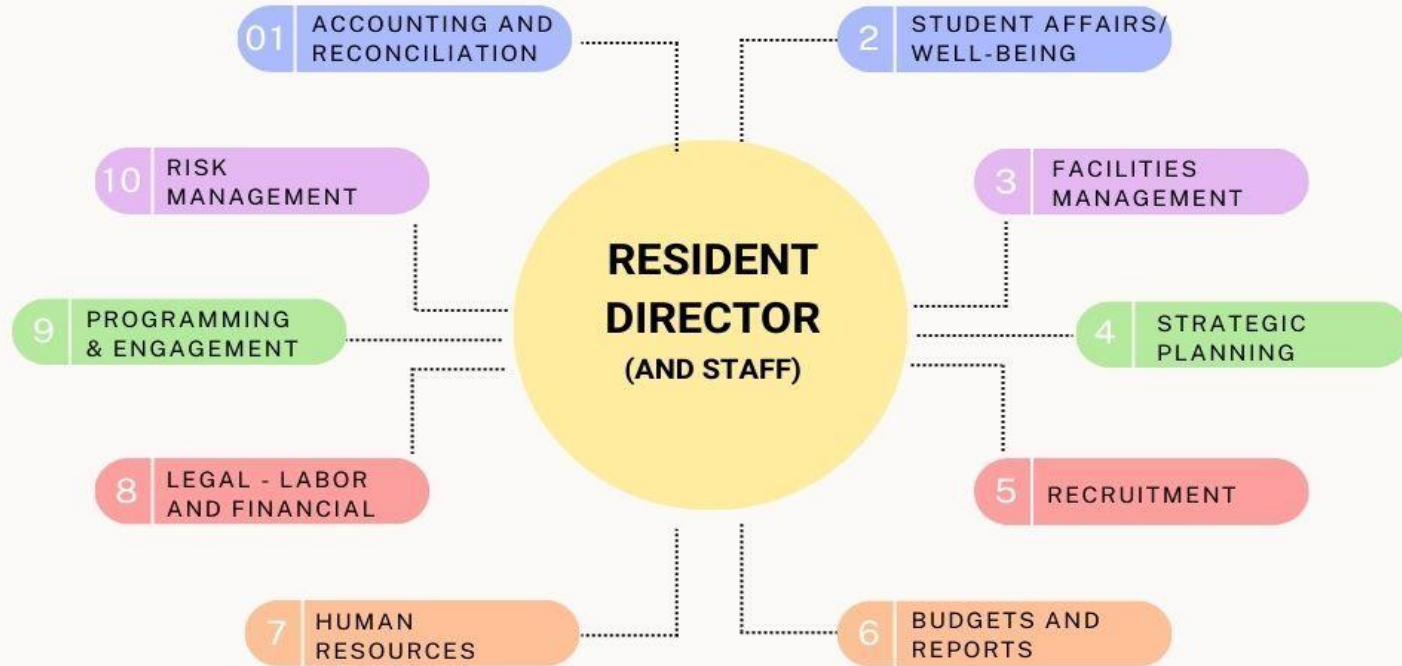 01 ACCOUNTING AND
RECONCILIATION
2 STUDENT AFFAIRS/
WELL-BEING
10 RISK
MANAGEMENT
3 FACILITIES
MANAGEMENT
RESIDENT
DIRECTOR
(AND STAFF)
9 PROGRAMMING
& ENGAGEMENT
4 STRATEGIC
PLANNING
8 LEGAL - LABOR
AND FINANCIAL
5 RECRUITMENT
7 HUMAN
RESOURCES
6 BUDGETS AND
REPORTS